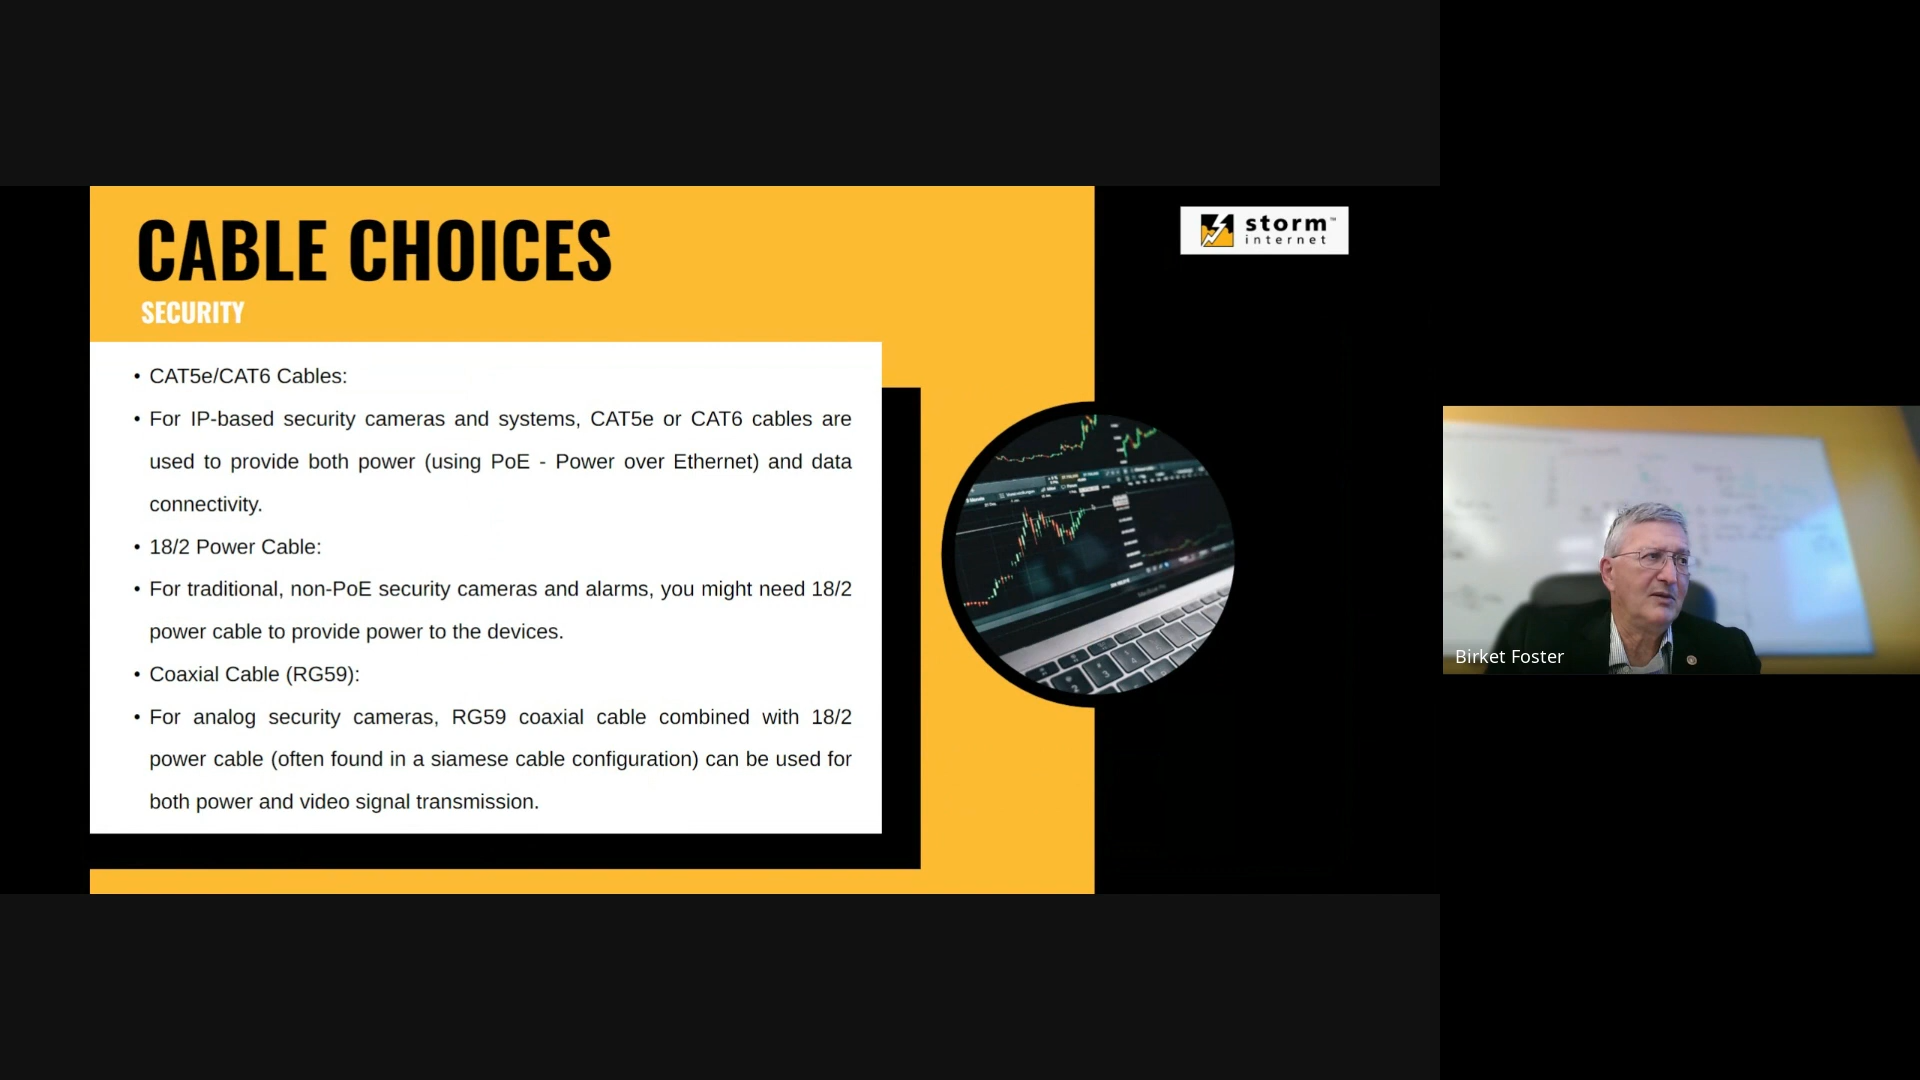 CABLE CHOICES
SECURITY
storm™
internet
• CAT5e/CAT6 Cables:
• For IP-based security cameras and systems, CAT5e or CAT6 cables are
used to provide both power (using PoE - Power over Ethernet) and data
connectivity.
• 18/2 Power Cable:
• For traditional, non-PoE security cameras and alarms, you might need 18/2
power cable to provide power to the devices.
• Coaxial Cable (RG59):
• For analog security cameras, RG59 coaxial cable combined with 18/2
power cable (often found in a siamese cable configuration) can be used for
both power and video signal transmission.
Birket Foster